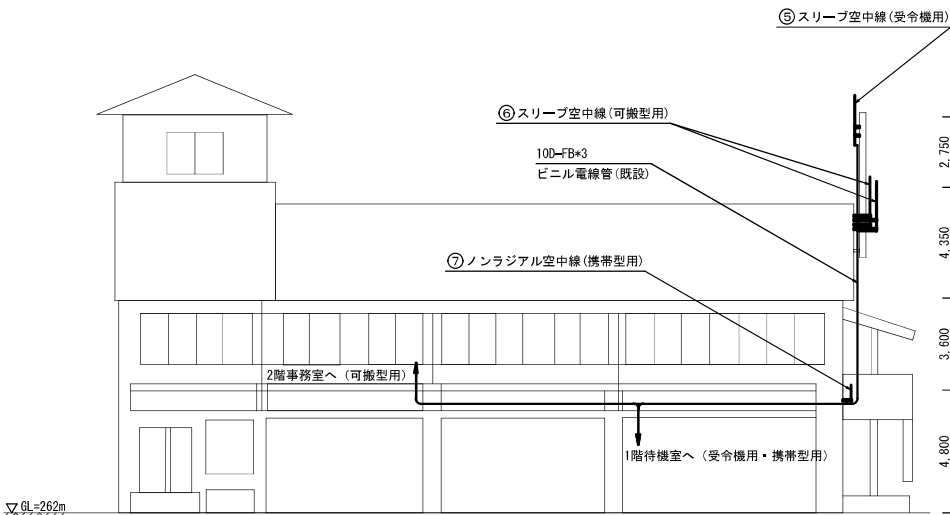 ⑤スリーブ空中線(受令機用)
⑥スリーブ空中線(可搬型用)
10D-FB*3
ビニル電線管(既設)
⑦ノンラジアル空中線(携帯型用)
2階事務室へ（可搬型用）
1階待機室へ（受令機用・携帯型用）
2,750
4,350
3,600
4,800
▽GL=262m